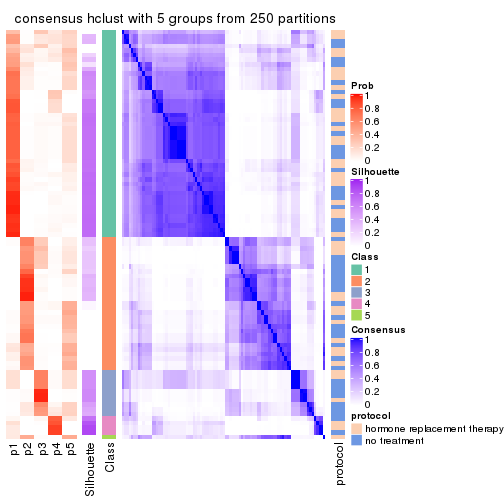 consensus hclust with 5 groups from 250 partitions
Prob
1
0.8
0.6
0.4
0.2
0
Silhouette
1
0.8
0.6
0.4
0.2
0
Class
1
2
3
4
5
Consensus
1
0.8
0.6
0.4
0.2
0
protocol
hormone replacement therapy
no treatment
p1
p2
p3
p4
p5
Silhouette
Class
protocol